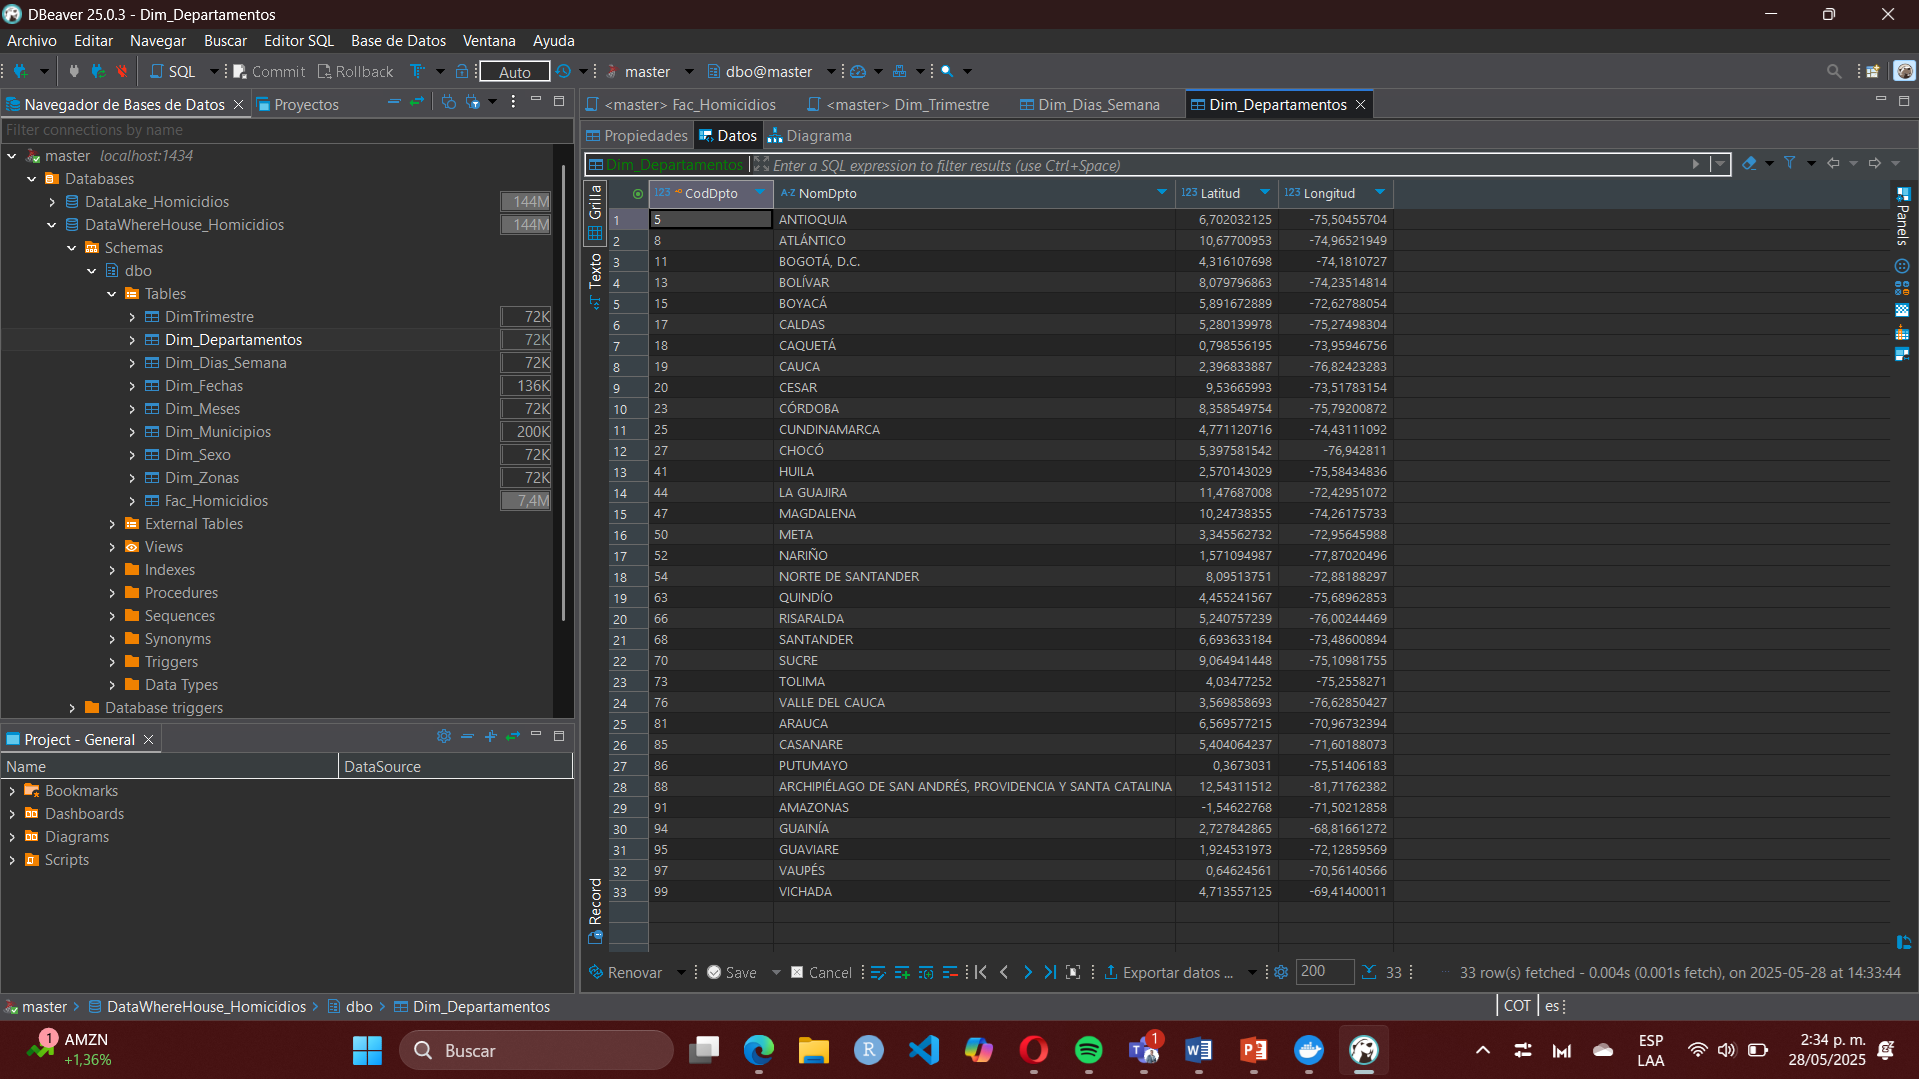 DBeaver 25.0.3 - Dim_Departamentos
Archivo Editar Navegar Buscar Editor SQL Base de Datos Ventana Ayuda
SQL Commit Rollback Auto master dbo@master
Navegador de Bases de Datos Proyectos
Filter connections by name
master localhost:1434
Databases
DataLake_Homicidios 144M
DataWhereHouse_Homicidios 144M
Schemas
dbo
Tables
DimTrimestre 72K
Dim_Departamentos 72K
Dim_Dias_Semana 72K
Dim_Fechas 136K
Dim_Meses 72K
Dim_Municipios 200K
Dim_Sexo 72K
Dim_Zonas 72K
Fac_Homicidios 7,4M
External Tables
Views
Indexes
Procedures
Sequences
Synonyms
Triggers
Data Types
Database triggers
Project - General
Name DataSource
Bookmarks
Dashboards
Diagrams
Scripts
<master> Fac_Homicidios <master> Dim_Trimestre Dim_Dias_Semana Dim_Departamentos
Propiedades Datos Diagrama
Dim_Departamentos Enter a SQL expression to filter results (use Ctrl+Space)
Grilla
Texto
Record
Panels
123 CodDpto A-Z NomDpto 123 Latitud 123 Longitud
1 5 ANTIOQUIA 6,702032125 -75,50455704
2 8 ATLÁNTICO 10,67700953 -74,96521949
3 11 BOGOTÁ, D.C. 4,316107698 -74,1810727
4 13 BOLÍVAR 8,079796863 -74,23514814
5 15 BOYACÁ 5,891672889 -72,62788054
6 17 CALDAS 5,280139978 -75,27498304
7 18 CAQUETÁ 0,798556195 -73,95946756
8 19 CAUCA 2,396833887 -76,82423283
9 20 CESAR 9,53665993 -73,51783154
10 23 CÓRDOBA 8,358549754 -75,79200872
11 25 CUNDINAMARCA 4,771120716 -74,43111092
12 27 CHOCÓ 5,397581542 -76,942811
13 41 HUILA 2,570143029 -75,58434836
14 44 LA GUAJIRA 11,47687008 -72,42951072
15 47 MAGDALENA 10,24738355 -74,26175733
16 50 META 3,345562732 -72,95645988
17 52 NARIÑO 1,571094987 -77,87020496
18 54 NORTE DE SANTANDER 8,09513751 -72,88188297
19 63 QUINDÍO 4,455241567 -75,68962853
20 66 RISARALDA 5,240757239 -76,00244469
21 68 SANTANDER 6,693633184 -73,48600894
22 70 SUCRE 9,064941448 -75,10981755
23 73 TOLIMA 4,03477252 -75,2558271
24 76 VALLE DEL CAUCA 3,569858693 -76,62850427
25 81 ARAUCA 6,569577215 -70,96732394
26 85 CASANARE 5,404064237 -71,60188073
27 86 PUTUMAYO 0,3673031 -75,51406183
28 88 ARCHIPIÉLAGO DE SAN ANDRÉS, PROVIDENCIA Y SANTA CATALINA 12,54311512 -81,71762382
29 91 AMAZONAS -1,54622768 -71,50212858
30 94 GUAINÍA 2,727842865 -68,81661272
31 95 GUAVIARE 1,924531973 -72,12859569
32 97 VAUPÉS 0,64624561 -70,56140566
33 99 VICHADA 4,713557125 -69,41400011
Renovar Save Cancel Exportar datos ... 200 33 33 row(s) fetched - 0.004s (0.001s fetch), on 2025-05-28 at 14:33:44
master DataWhereHouse_Homicidios dbo Dim_Departamentos COT es
1 AMZN
+1,36%
Buscar
1
ESP
LAA
2:34 p. m.
28/05/2025